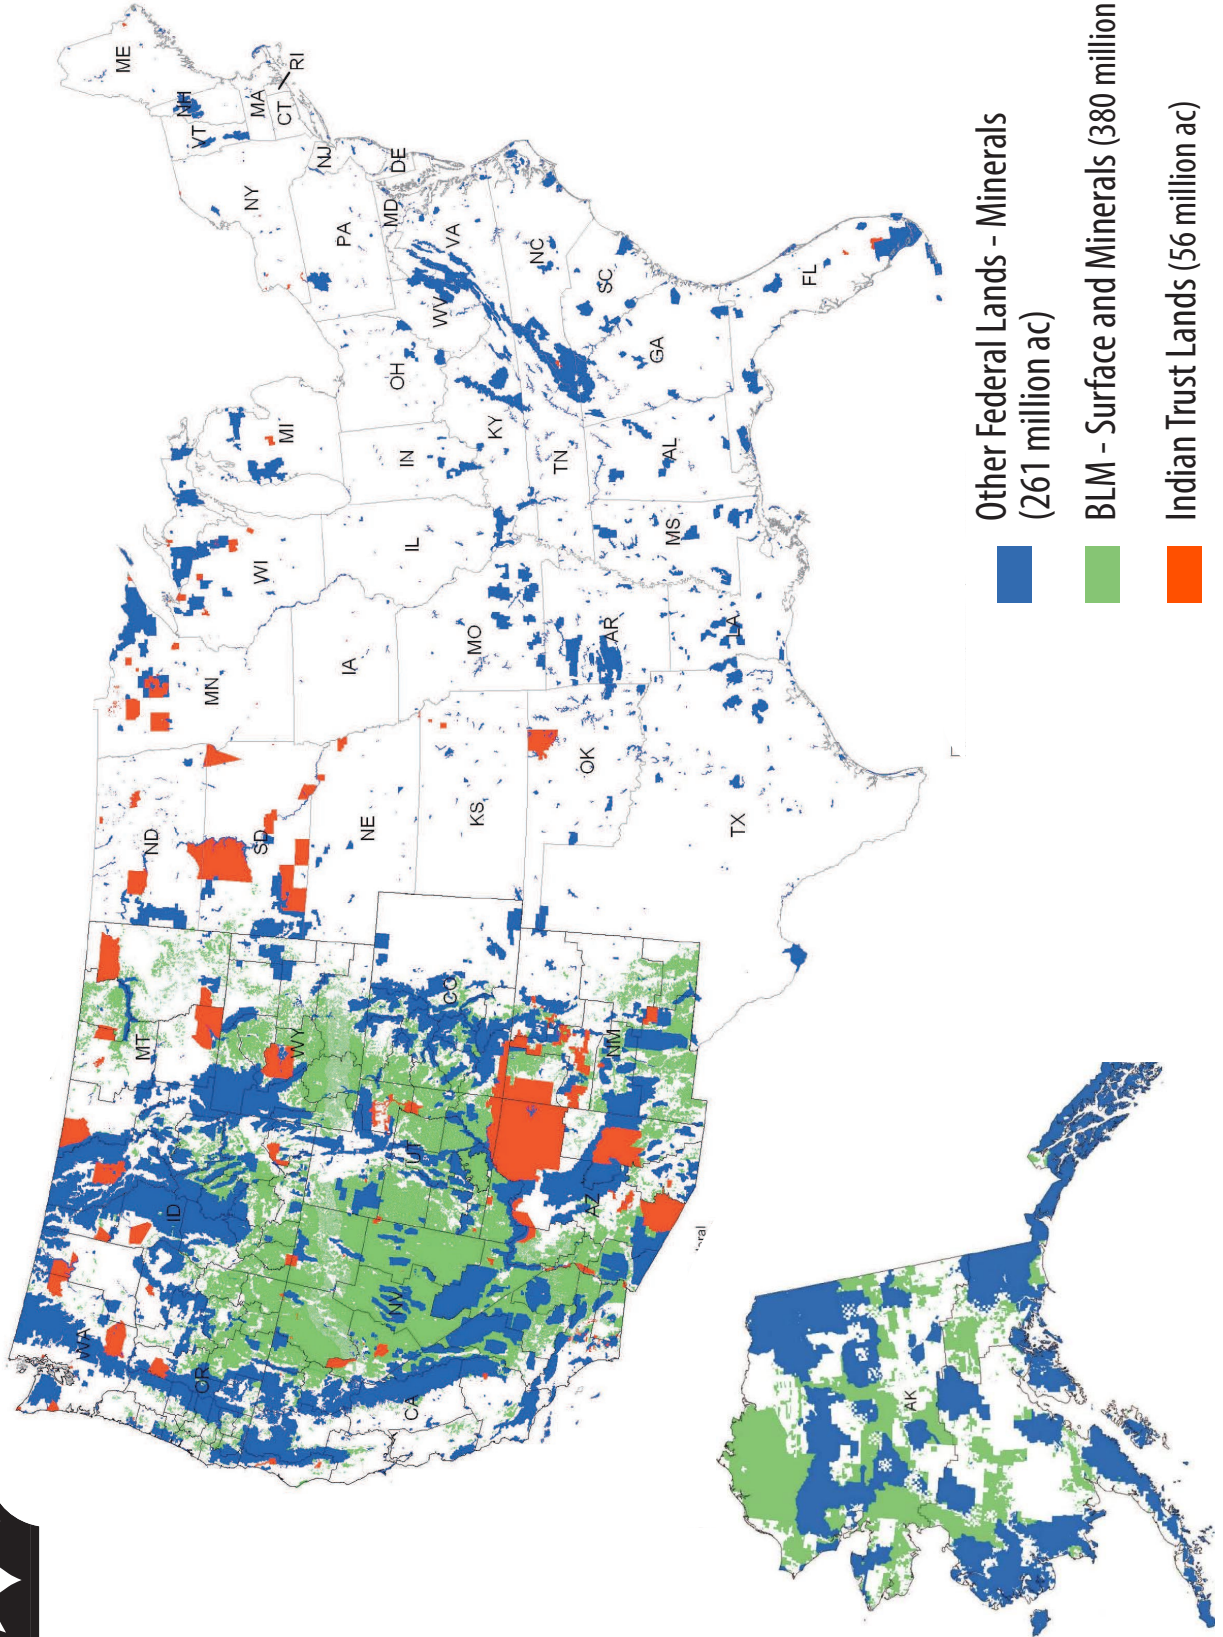 WA
OR
CA
NV
ID
MT
WY
UT
AZ
CO
NM
ND
SD
NE
KS
OK
TX
MN
IA
MO
AR
LA
WI
IL
MS
MI
IN
KY
TN
AL
OH
WV
VA
NC
SC
GA
FL
PA
NY
MD
DE
NJ
VT
NH
ME
MA
CT
RI
AK
Other Federal Lands - Minerals
(261 million ac)
BLM - Surface and Minerals (380 million
Indian Trust Lands (56 million ac)